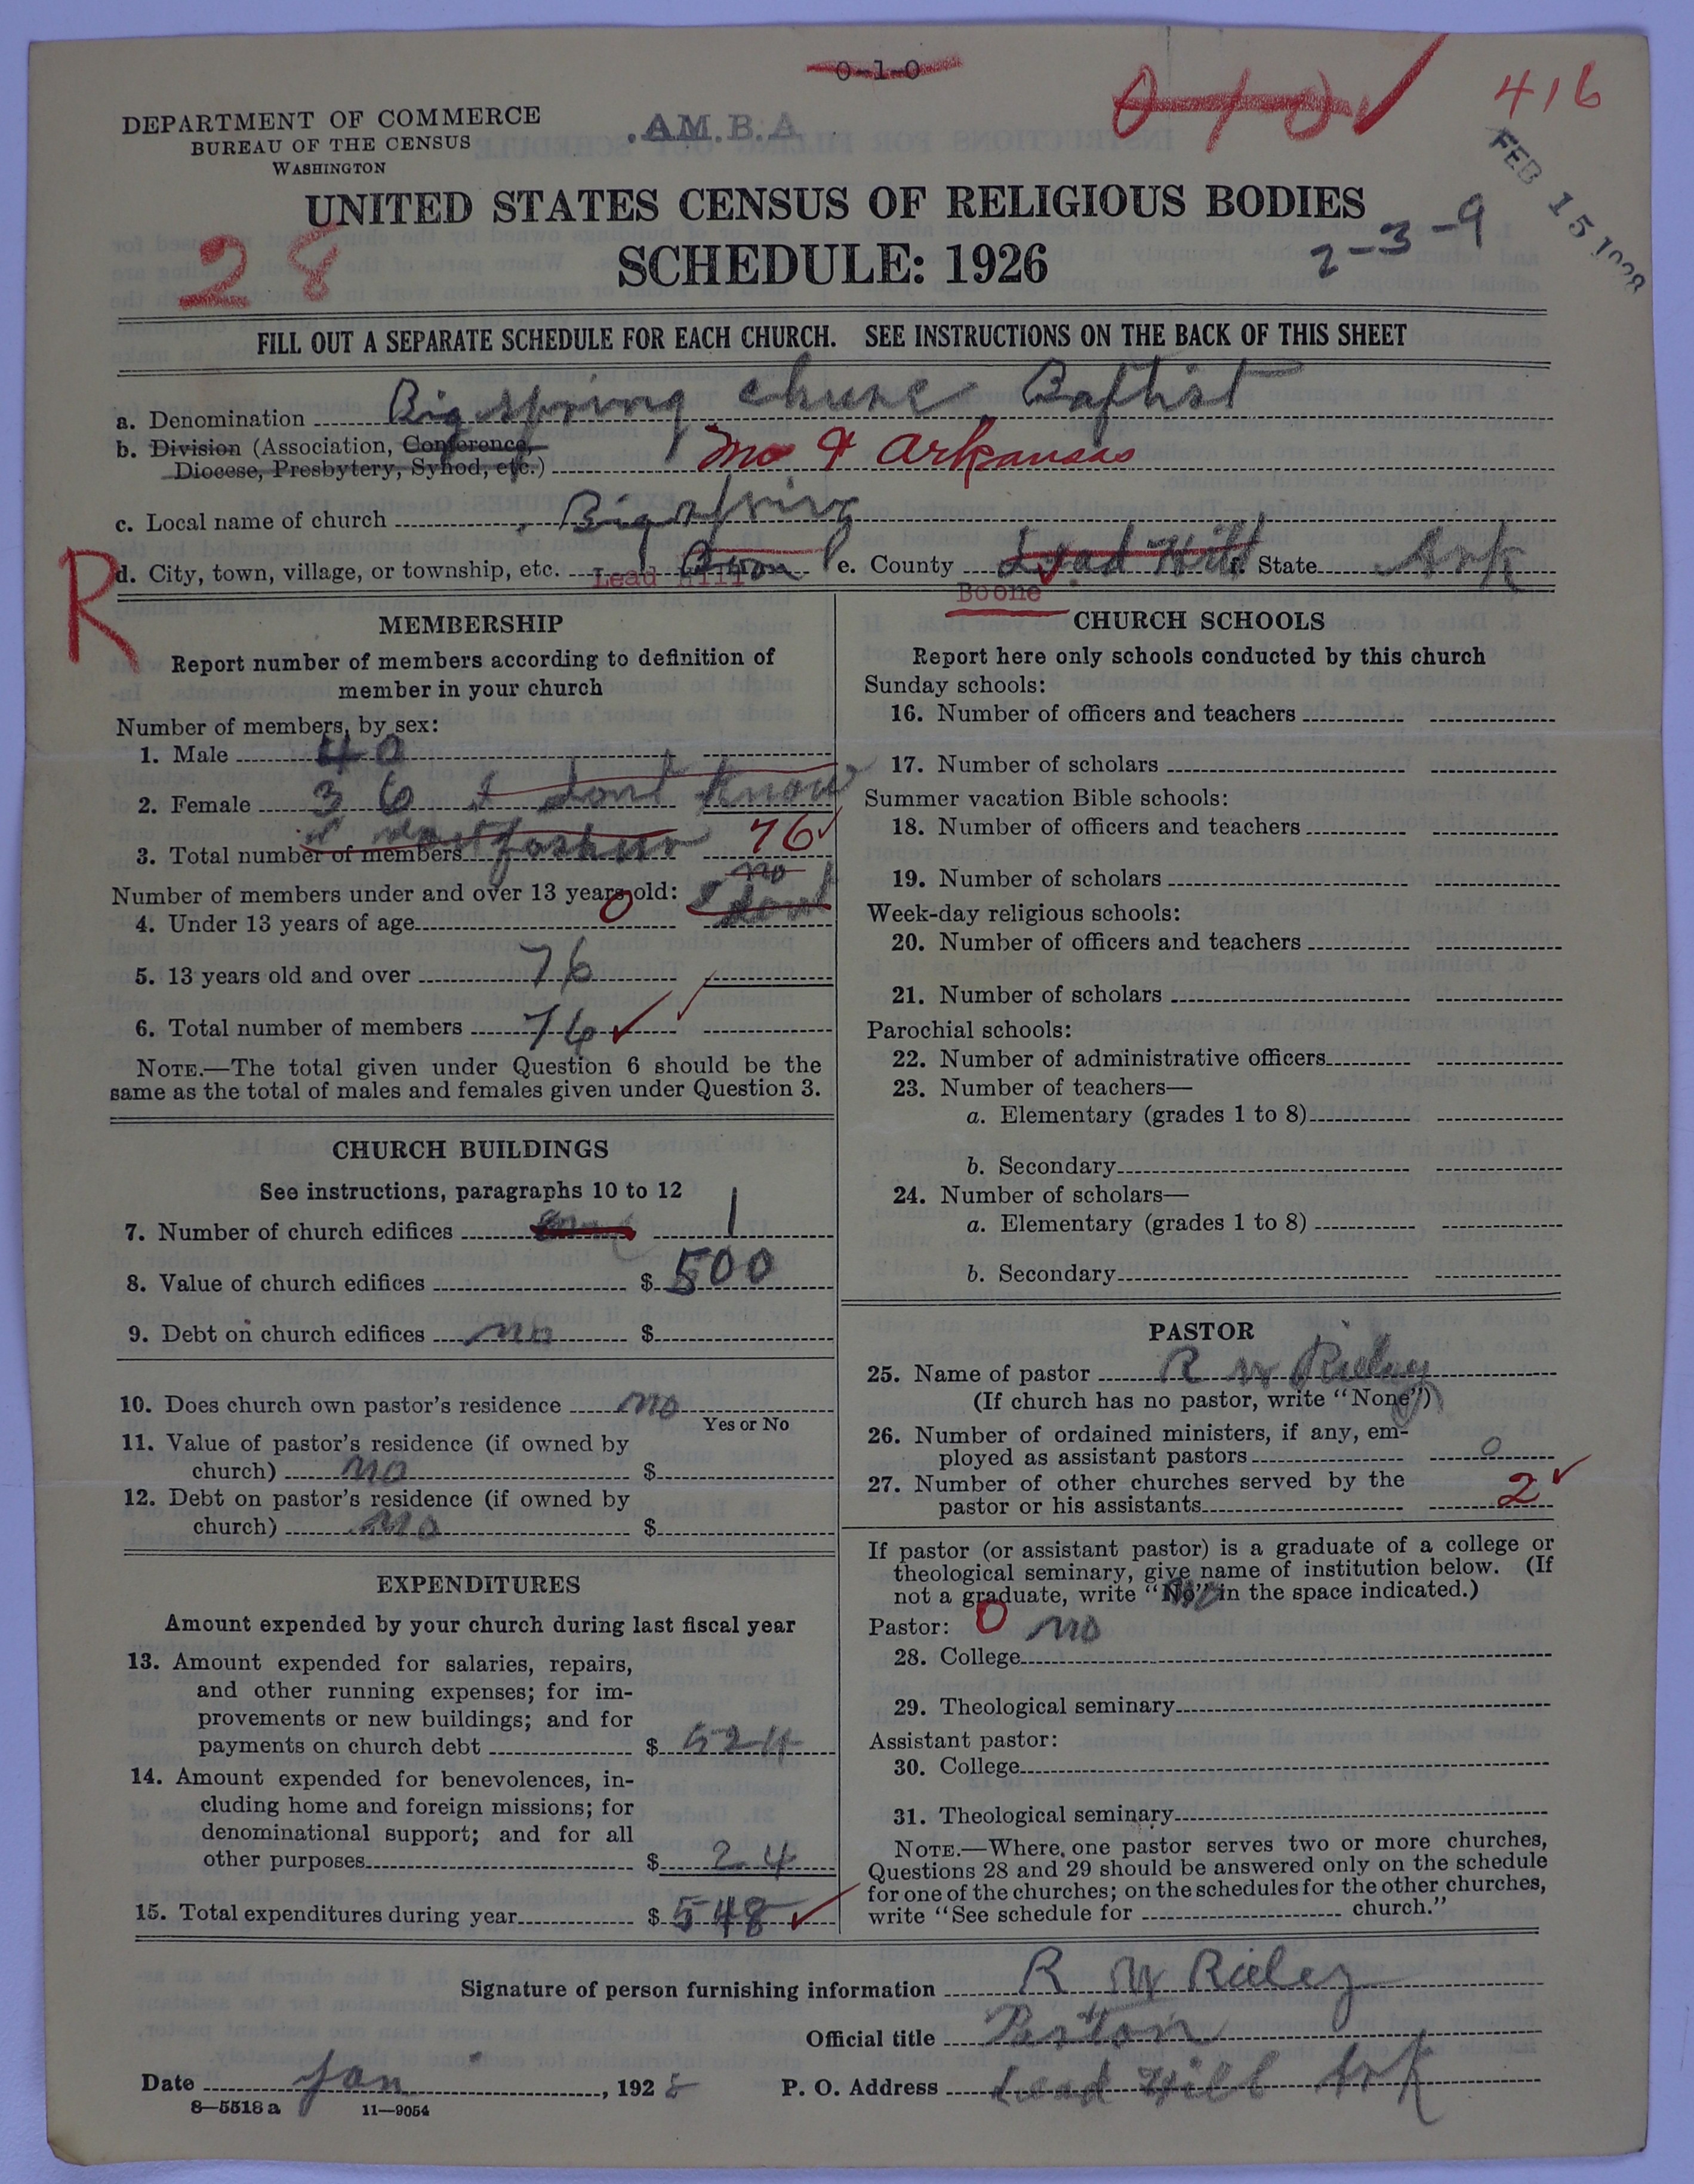 0-1-0
0-1-0
416
DEPARTMENT OF COMMERCE
BUREAU OF THE CENSUS
WASHINGTON
.AM.B.A.
FEB 15 1928
UNITED STATES CENSUS OF RELIGIOUS BODIES
SCHEDULE: 1926
28
2-3-9
FILL OUT A SEPARATE SCHEDULE FOR EACH CHURCH. SEE INSTRUCTIONS ON THE BACK OF THIS SHEET
a. Denomination Big spring Baptist
b. Division (Association, Conference,
Diocese, Presbytery, Synod, etc.) Mo & Arkansas
c. Local name of church Big spring
R
d. City, town, village, or township, etc. Lead Hill e. County Lead Hill State Ark
Boone
MEMBERSHIP
Report number of members according to definition of
member in your church
Number of members, by sex:
1. Male 40
2. Female 36 I dont Know
3. Total number of members 76
no
Number of members under and over 13 years old: I dont
4. Under 13 years of age 0
5. 13 years old and over 76
6. Total number of members 76
NOTE.—The total given under Question 6 should be the
same as the total of males and females given under Question 3.
CHURCH BUILDINGS
See instructions, paragraphs 10 to 12
7. Number of church edifices 1
8. Value of church edifices $ 500
9. Debt on church edifices no $
10. Does church own pastor's residence no
Yes or No
11. Value of pastor's residence (if owned by
church) no $
12. Debt on pastor's residence (if owned by
church) no $
EXPENDITURES
Amount expended by your church during last fiscal year
13. Amount expended for salaries, repairs,
and other running expenses; for im-
provements or new buildings; and for
payments on church debt $ 524
14. Amount expended for benevolences, in-
cluding home and foreign missions; for
denominational support; and for all
other purposes $ 24
15. Total expenditures during year $ 548
CHURCH SCHOOLS
Report here only schools conducted by this church
Sunday schools:
16. Number of officers and teachers
17. Number of scholars
Summer vacation Bible schools:
18. Number of officers and teachers
19. Number of scholars
Week-day religious schools:
20. Number of officers and teachers
21. Number of scholars
Parochial schools:
22. Number of administrative officers
23. Number of teachers—
a. Elementary (grades 1 to 8)
b. Secondary
24. Number of scholars—
a. Elementary (grades 1 to 8)
b. Secondary
PASTOR
25. Name of pastor R W
(If church has no pastor, write "None")
26. Number of ordained ministers, if any, em-
ployed as assistant pastors 0
27. Number of other churches served by the
pastor or his assistants 2
If pastor (or assistant pastor) is a graduate of a college or
theological seminary, give name of institution below. (If
not a graduate, write "No" in the space indicated.)
Pastor: 0 no
28. College
29. Theological seminary
Assistant pastor:
30. College
31. Theological seminary
NOTE.—Where one pastor serves two or more churches,
Questions 28 and 29 should be answered only on the schedule
for one of the churches; on the schedules for the other churches,
write "See schedule for church."
Signature of person furnishing information R W
Official title
Date Jan, 1928 P. O. Address Lead Hill Ark
8—5518 a 11—9054